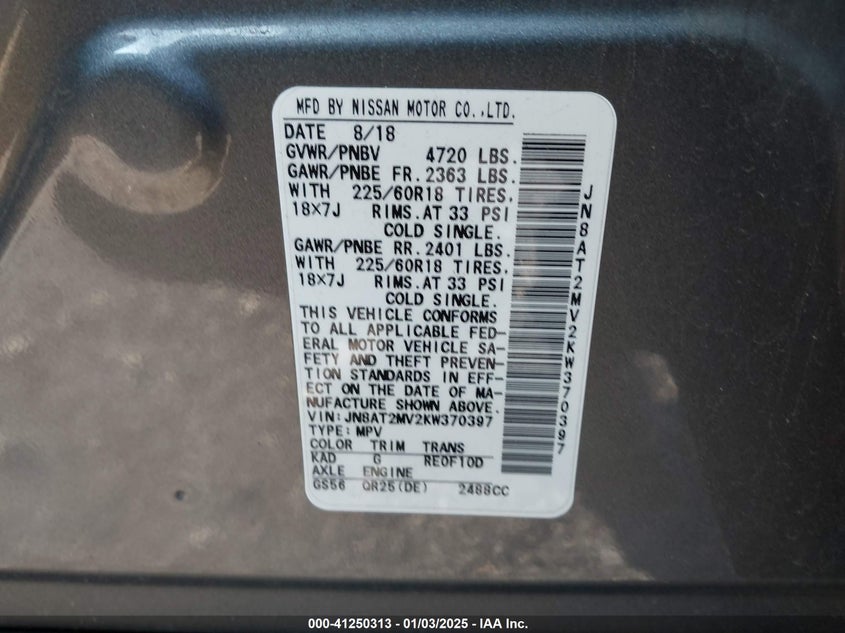 MFD BY NISSAN MOTOR CO.,LTD.
DATE 8/18
GVWR/PNBV 4720 LBS.
GAWR/PNBE FR. 2363 LBS.
WITH 225/60R18 TIRES.
18X7J RIMS. AT 33 PSI
COLD SINGLE.
GAWR/PNBE RR. 2401 LBS.
WITH 225/60R18 TIRES.
18X7J RIMS. AT 33 PSI
COLD SINGLE.
THIS VEHICLE CONFORMS
TO ALL APPLICABLE FED-
ERAL MOTOR VEHICLE SA-
FETY AND THEFT PREVEN-
TION STANDARDS IN EFF-
ECT ON THE DATE OF MA-
NUFACTURE SHOWN ABOVE.
VIN: JN8AT2MV2KW370397
TYPE: MPV
COLOR TRIM TRANS
KAD G RE0F10D
AXLE ENGINE
GS56 QR25(DE) 2488CC
JN8AT2MV2KW370397
000-41250313 - 01/03/2025 - IAA Inc.